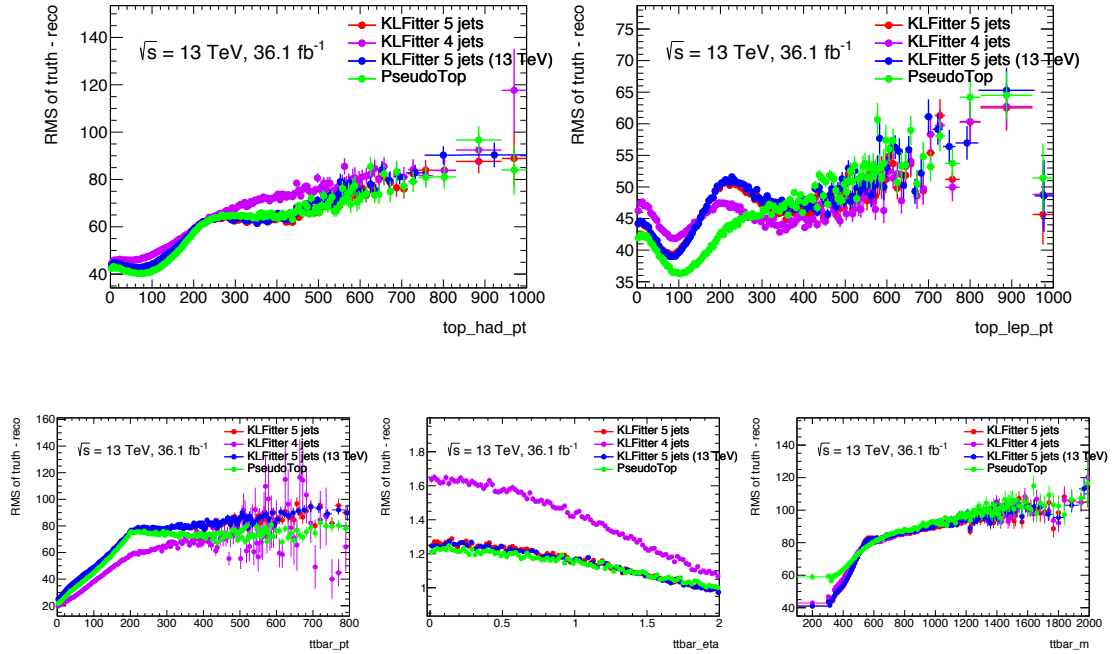 RMS of truth - reco
√s = 13 TeV, 36.1 fb⁻¹
KLFitter 5 jets
KLFitter 4 jets
KLFitter 5 jets (13 TeV)
PseudoTop
140
120
100
80
60
40
0 100 200 300 400 500 600 700 800 900 1000
top_had_pt
RMS of truth - reco
√s = 13 TeV, 36.1 fb⁻¹
KLFitter 5 jets
KLFitter 4 jets
KLFitter 5 jets (13 TeV)
PseudoTop
75
70
65
60
55
50
45
40
35
0 100 200 300 400 500 600 700 800 900 1000
top_lep_pt
RMS of truth - reco
√s = 13 TeV, 36.1 fb⁻¹
KLFitter 5 jets
KLFitter 4 jets
KLFitter 5 jets (13 TeV)
PseudoTop
160
140
120
100
80
60
40
20
0 100 200 300 400 500 600 700 800
ttbar_pt
RMS of truth - reco
√s = 13 TeV, 36.1 fb⁻¹
KLFitter 5 jets
KLFitter 4 jets
KLFitter 5 jets (13 TeV)
PseudoTop
2
1.8
1.6
1.4
1.2
1
0.8
0 0.5 1 1.5 2
ttbar_eta
RMS of truth - reco
√s = 13 TeV, 36.1 fb⁻¹
KLFitter 5 jets
KLFitter 4 jets
KLFitter 5 jets (13 TeV)
PseudoTop
140
120
100
80
60
40
200 400 600 800 1000 1200 1400 1600 1800 2000
ttbar_m